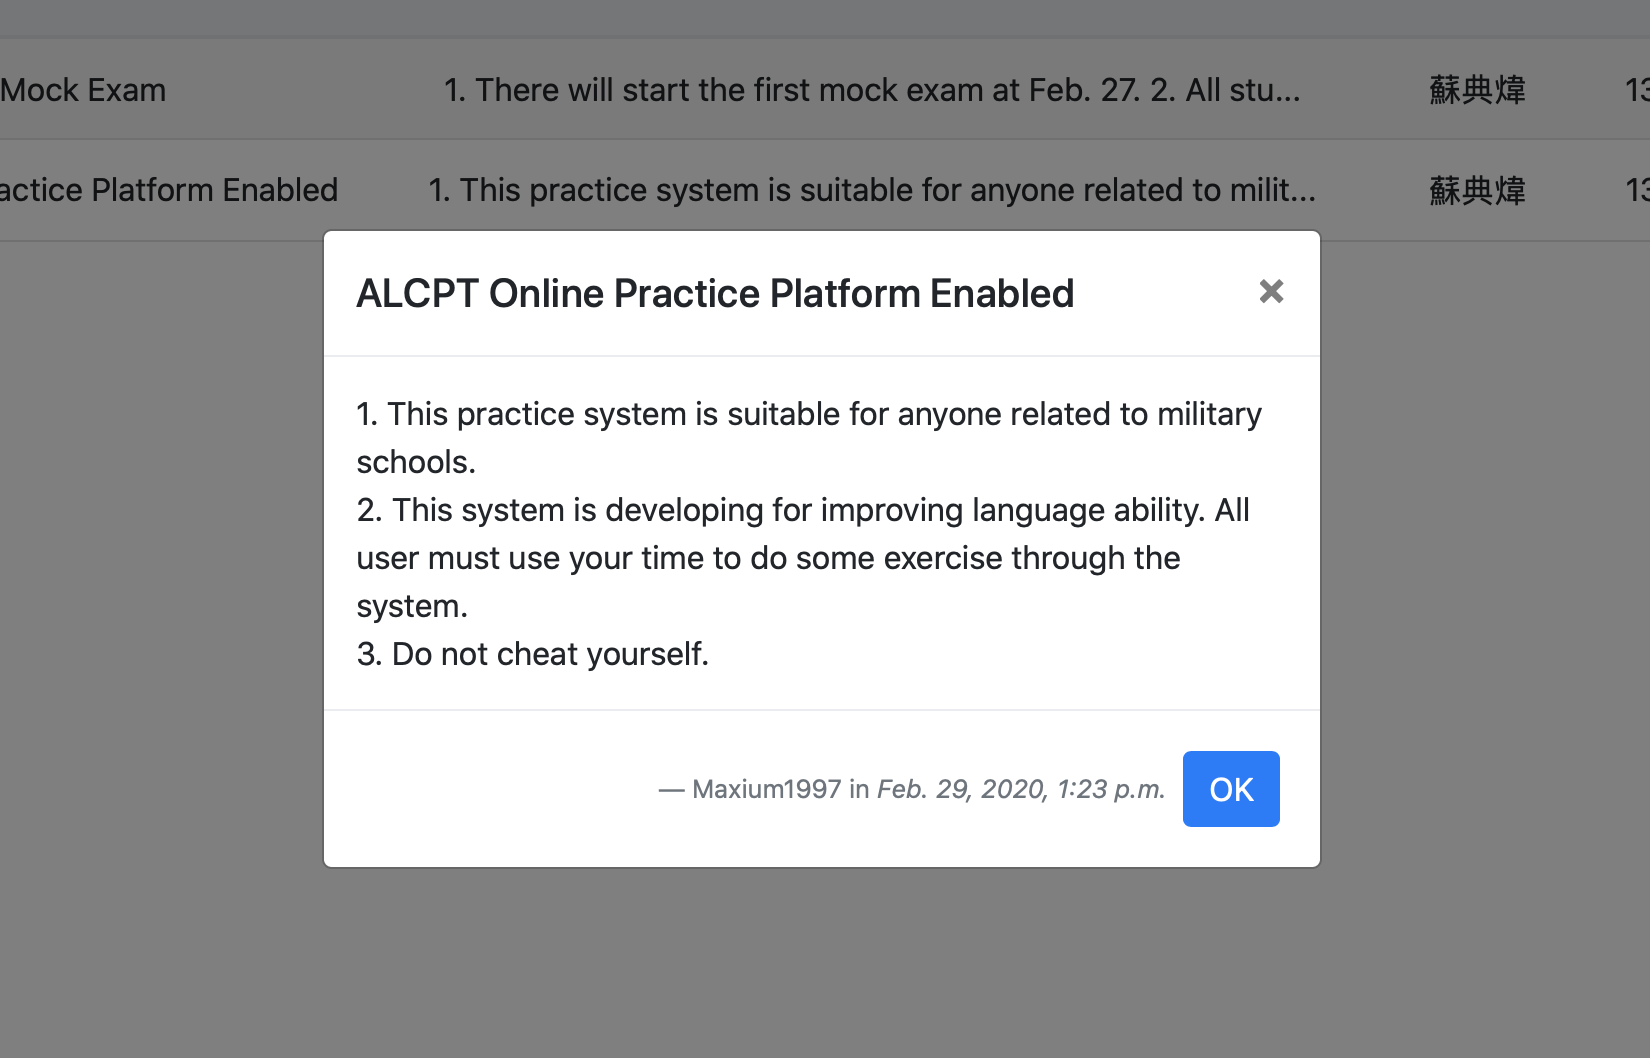 Mock Exam 1. There will start the first mock exam at Feb. 27. 2. All stu... 蘇典煒 13
actice Platform Enabled 1. This practice system is suitable for anyone related to milit... 蘇典煒 13
ALCPT Online Practice Platform Enabled ×
1. This practice system is suitable for anyone related to military
schools.
2. This system is developing for improving language ability. All
user must use your time to do some exercise through the
system.
3. Do not cheat yourself.
— Maxium1997 in Feb. 29, 2020, 1:23 p.m. OK